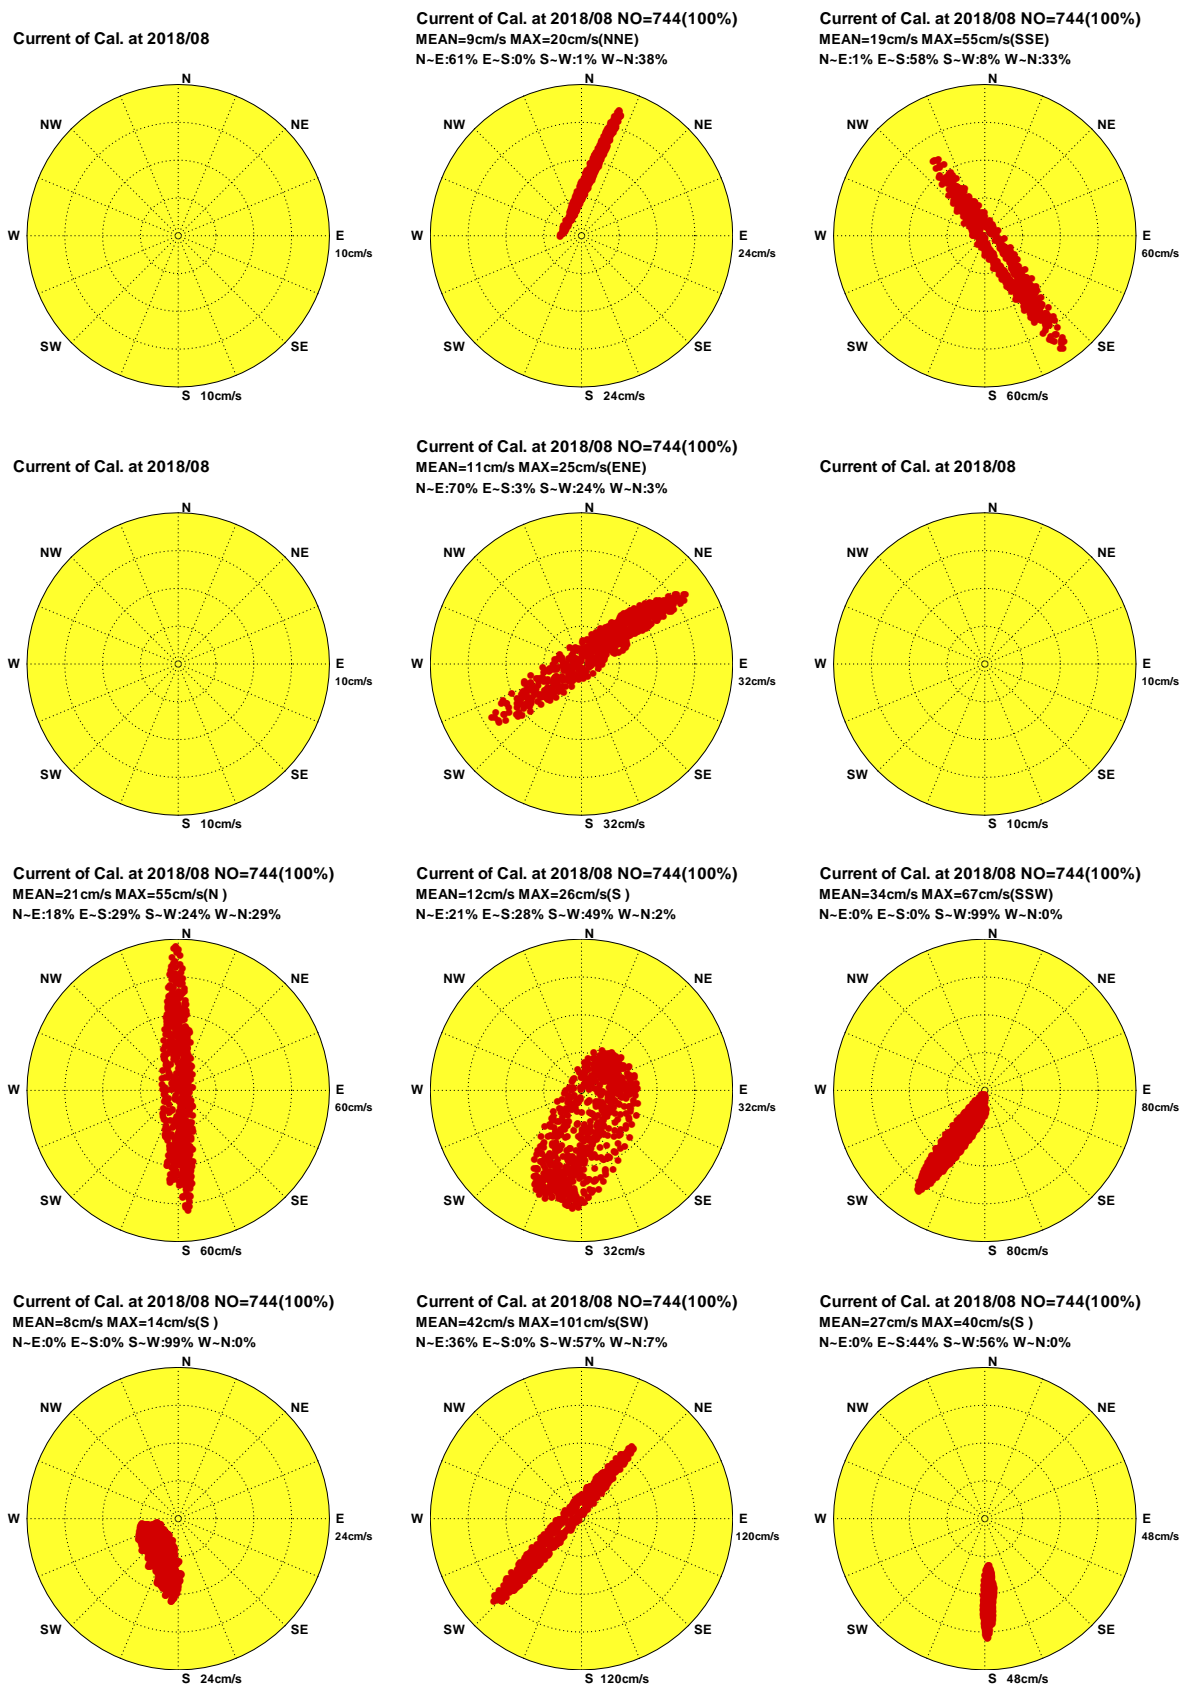 Current of Cal. at 2018/08
N
NW
NE
W
E
10cm/s
SW
SE
S 10cm/s
Current of Cal. at 2018/08 NO=744(100%)
MEAN=9cm/s MAX=20cm/s(NNE)
N~E:61% E~S:0% S~W:1% W~N:38%
N
NW
NE
W
E
24cm/s
SW
SE
S 24cm/s
Current of Cal. at 2018/08 NO=744(100%)
MEAN=19cm/s MAX=55cm/s(SSE)
N~E:1% E~S:58% S~W:8% W~N:33%
N
NW
NE
W
E
60cm/s
SW
SE
S 60cm/s
Current of Cal. at 2018/08
N
NW
NE
W
E
10cm/s
SW
SE
S 10cm/s
Current of Cal. at 2018/08 NO=744(100%)
MEAN=11cm/s MAX=25cm/s(ENE)
N~E:70% E~S:3% S~W:24% W~N:3%
N
NW
NE
W
E
32cm/s
SW
SE
S 32cm/s
Current of Cal. at 2018/08
N
NW
NE
W
E
10cm/s
SW
SE
S 10cm/s
Current of Cal. at 2018/08 NO=744(100%)
MEAN=21cm/s MAX=55cm/s(N )
N~E:18% E~S:29% S~W:24% W~N:29%
N
NW
NE
W
E
60cm/s
SW
SE
S 60cm/s
Current of Cal. at 2018/08 NO=744(100%)
MEAN=12cm/s MAX=26cm/s(S )
N~E:21% E~S:28% S~W:49% W~N:2%
N
NW
NE
W
E
32cm/s
SW
SE
S 32cm/s
Current of Cal. at 2018/08 NO=744(100%)
MEAN=34cm/s MAX=67cm/s(SSW)
N~E:0% E~S:0% S~W:99% W~N:0%
N
NW
NE
W
E
80cm/s
SW
SE
S 80cm/s
Current of Cal. at 2018/08 NO=744(100%)
MEAN=8cm/s MAX=14cm/s(S )
N~E:0% E~S:0% S~W:99% W~N:0%
N
NW
NE
W
E
24cm/s
SW
SE
S 24cm/s
Current of Cal. at 2018/08 NO=744(100%)
MEAN=42cm/s MAX=101cm/s(SW)
N~E:36% E~S:0% S~W:57% W~N:7%
N
NW
NE
W
E
120cm/s
SW
SE
S 120cm/s
Current of Cal. at 2018/08 NO=744(100%)
MEAN=27cm/s MAX=40cm/s(S )
N~E:0% E~S:44% S~W:56% W~N:0%
N
NW
NE
W
E
48cm/s
SW
SE
S 48cm/s